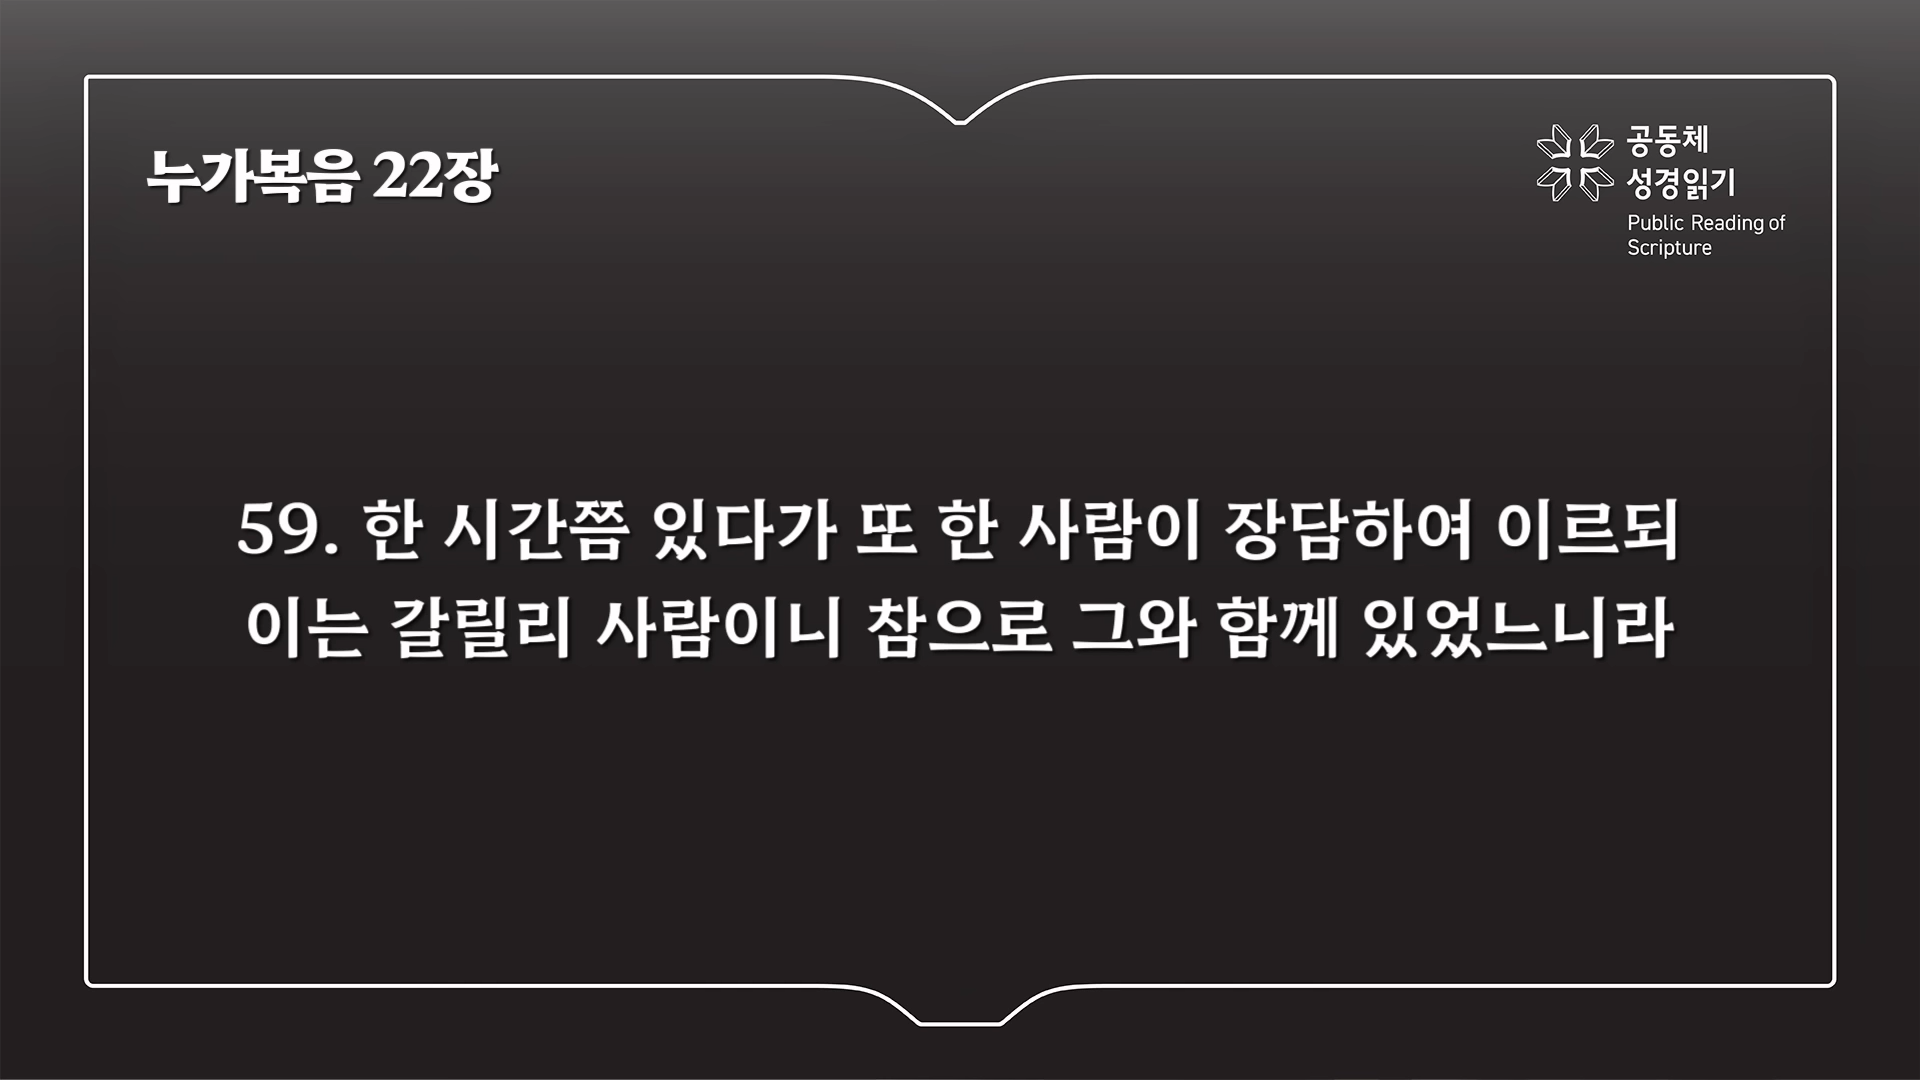 누가복음 22장
공동체
성경읽기
Public Reading of
Scripture
59. 한 시간쯤 있다가 또 한 사람이 장담하여 이르되
이는 갈릴리 사람이니 참으로 그와 함께 있었느니라